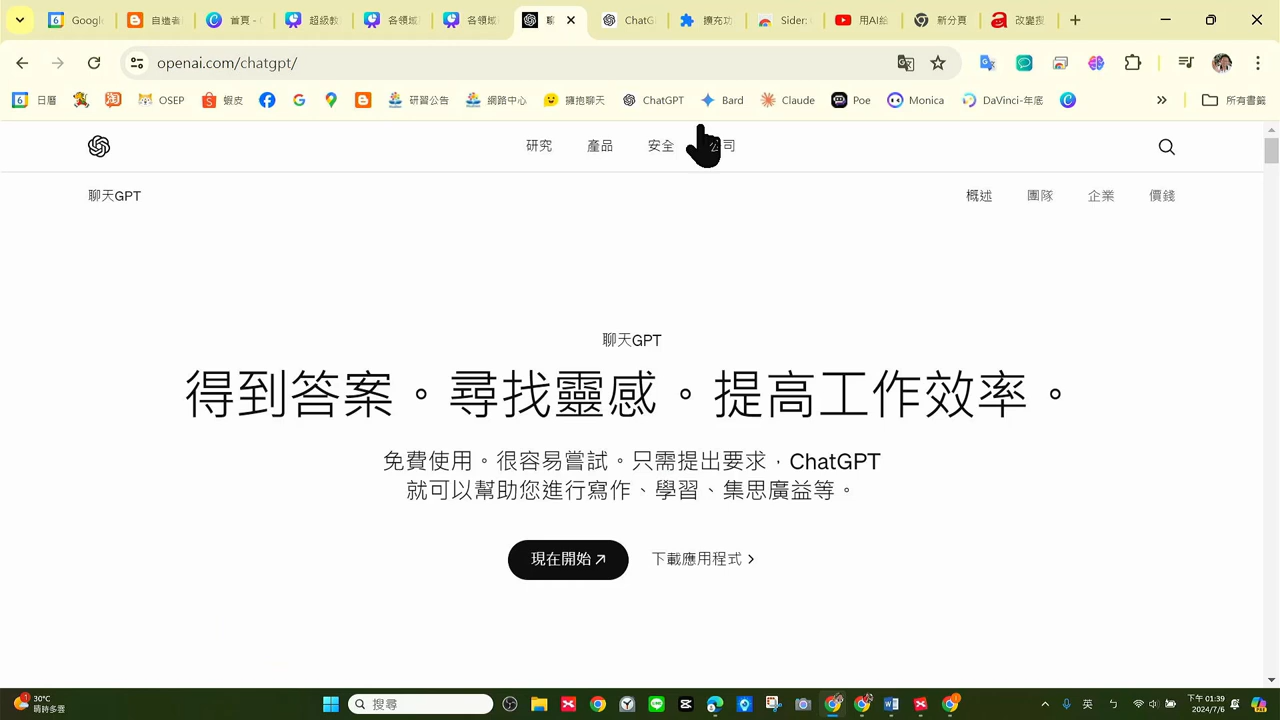 Google
自造者
首頁 -
超級教
各領域
各領域
聊
ChatG
擴充功
Sider
用AI繪
新分頁
改變搜
openai.com/chatgpt/
6 日曆
淘
OSEP
蝦皮
研習公告
網路中心
擁抱聊天
ChatGPT
Bard
Claude
Poe
Monica
DaVinci-年底
所有書籤
研究
產品
安全
公司
聊天GPT
概述
團隊
企業
價錢
聊天GPT
得到答案。尋找靈感。提高工作效率。
免費使用。很容易嘗試。只需提出要求，ChatGPT
就可以幫助您進行寫作、學習、集思廣益等。
現在開始
下載應用程式
30°C
晴時多雲
搜尋
英
下午 01:39
2024/7/6